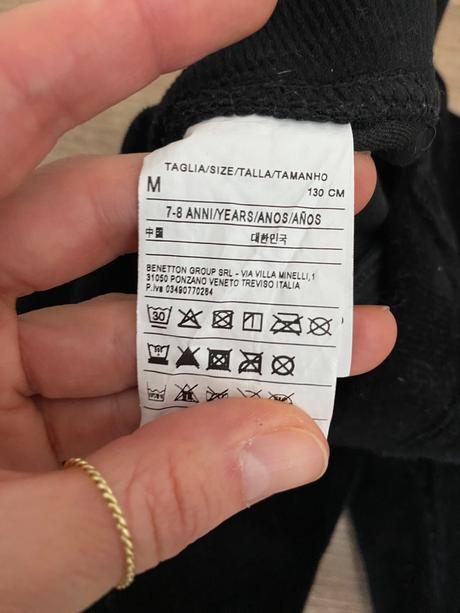 TAGLIA/SIZE/TALLA/TAMANHO
M 130 CM
7-8 ANNI/YEARS/ANOS/AÑOS
中国 대한민국
BENETTON GROUP SRL - VIA VILLA MINELLI,1
31050 PONZANO VENETO TREVISO ITALIA
P.iva 03490770264
30